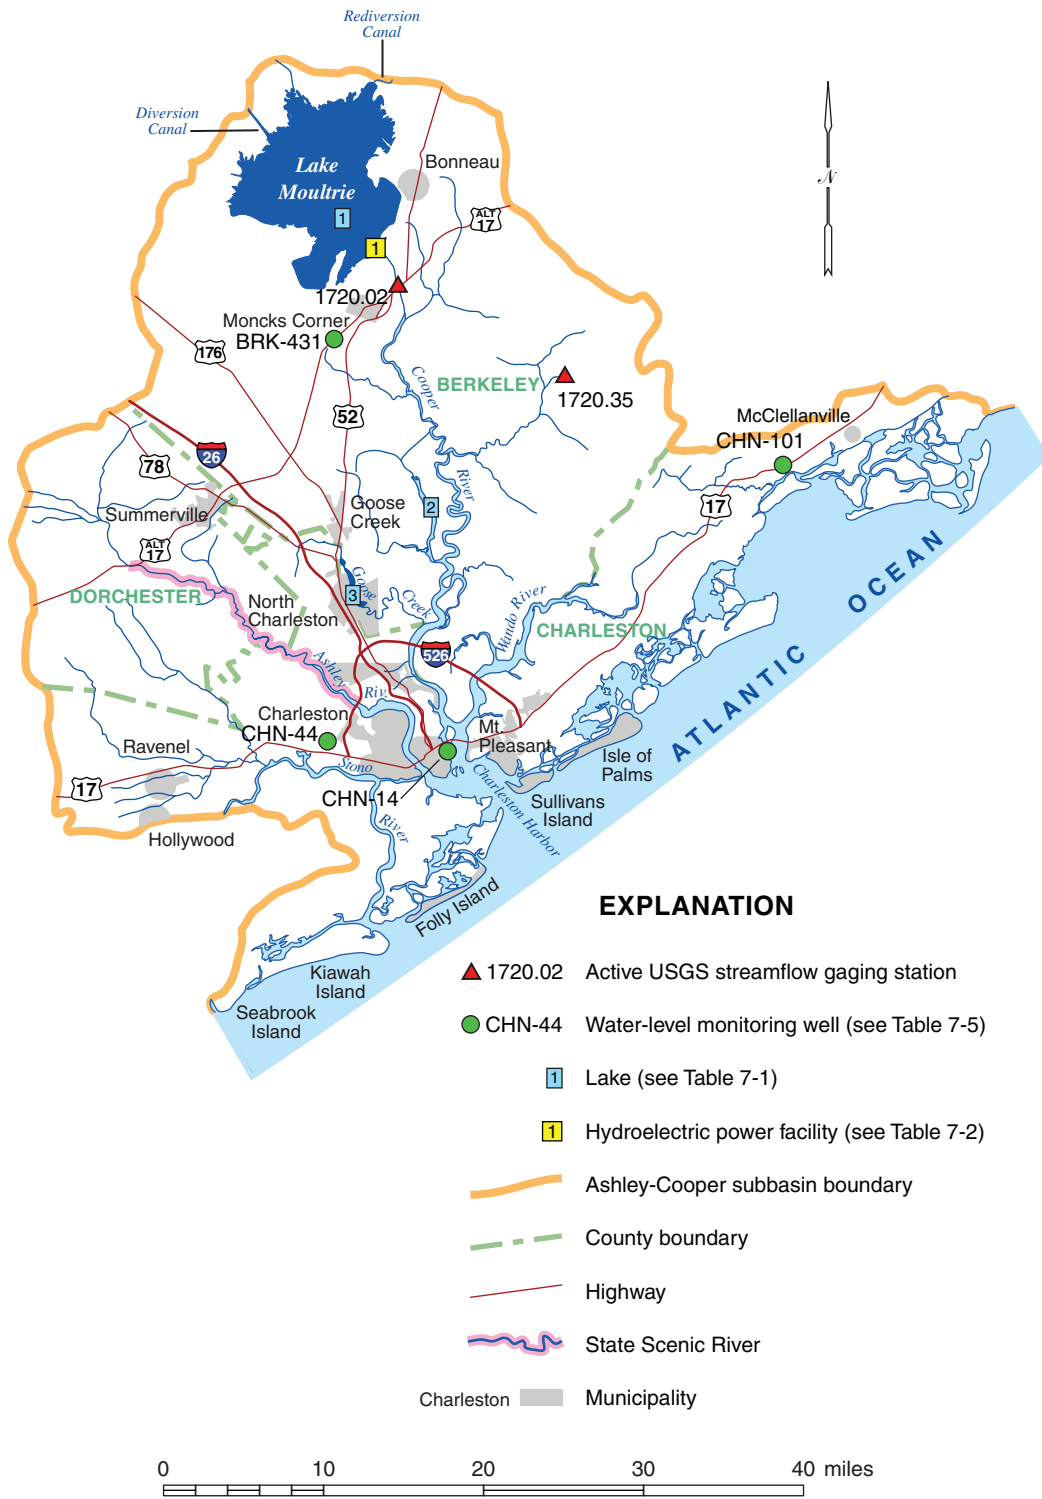 Rediversion
Canal
Diversion
Canal
Lake
Moultrie
Bonneau
N
1
ALT
17
1
1720.02
Moncks Corner
BRK-431
176
Cooper
BERKELEY
1720.35
52
McClellanville
CHN-101
26
78
River
17
Summerville
Goose
Creek
2
ALT
17
OCEAN
DORCHESTER
North
Charleston
Goose
3
Creek
Wando River
CHARLESTON
526
Ashley
Riv.
ATLANTIC
Charleston
CHN-44
Mt.
Pleasant
Ravenel
Stono
Isle of
Palms
17
CHN-14
Charleston Harbor
Sullivans
Island
River
Hollywood
Folly Island
Kiawah
Island
Seabrook
Island
EXPLANATION
1720.02 Active USGS streamflow gaging station
CHN-44 Water-level monitoring well (see Table 7-5)
1 Lake (see Table 7-1)
1 Hydroelectric power facility (see Table 7-2)
Ashley-Cooper subbasin boundary
County boundary
Highway
State Scenic River
Charleston Municipality
0 10 20 30 40 miles